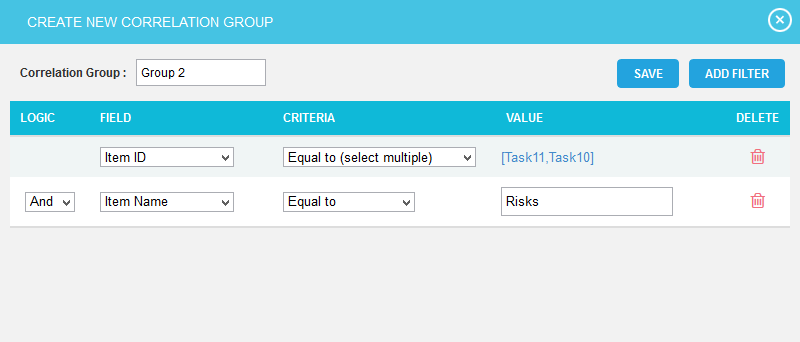 CREATE NEW CORRELATION GROUP
Correlation Group : Group 2 SAVE ADD FILTER
LOGIC FIELD CRITERIA VALUE DELETE
Item ID Equal to (select multiple) [Task11,Task10]
And Item Name Equal to Risks